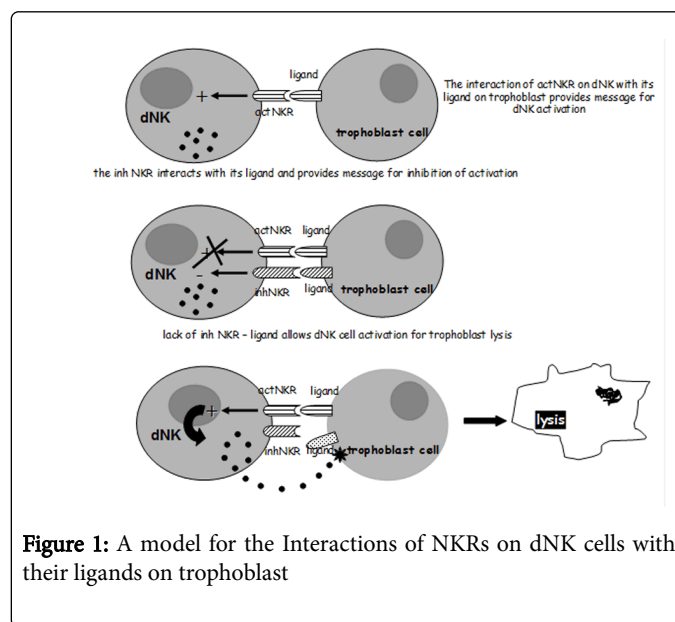 ligand
+
dNK
actNKR
trophoblast cell
The interaction of actNKR on dNK with its
ligand on trophoblast provides message for
dNK activation
the inh NKR interacts with its ligand and provides message for inhibition of activation
actNKR ligand
+
dNK
-
inhNKR ligand
trophoblast cell
lack of inh NKR – ligand allows dNK cell activation for trophoblast lysis
actNKR ligand
+
dNK
inhNKR ligand
trophoblast cell
lysis
Figure 1: A model for the Interactions of NKRs on dNK cells with
their ligands on trophoblast